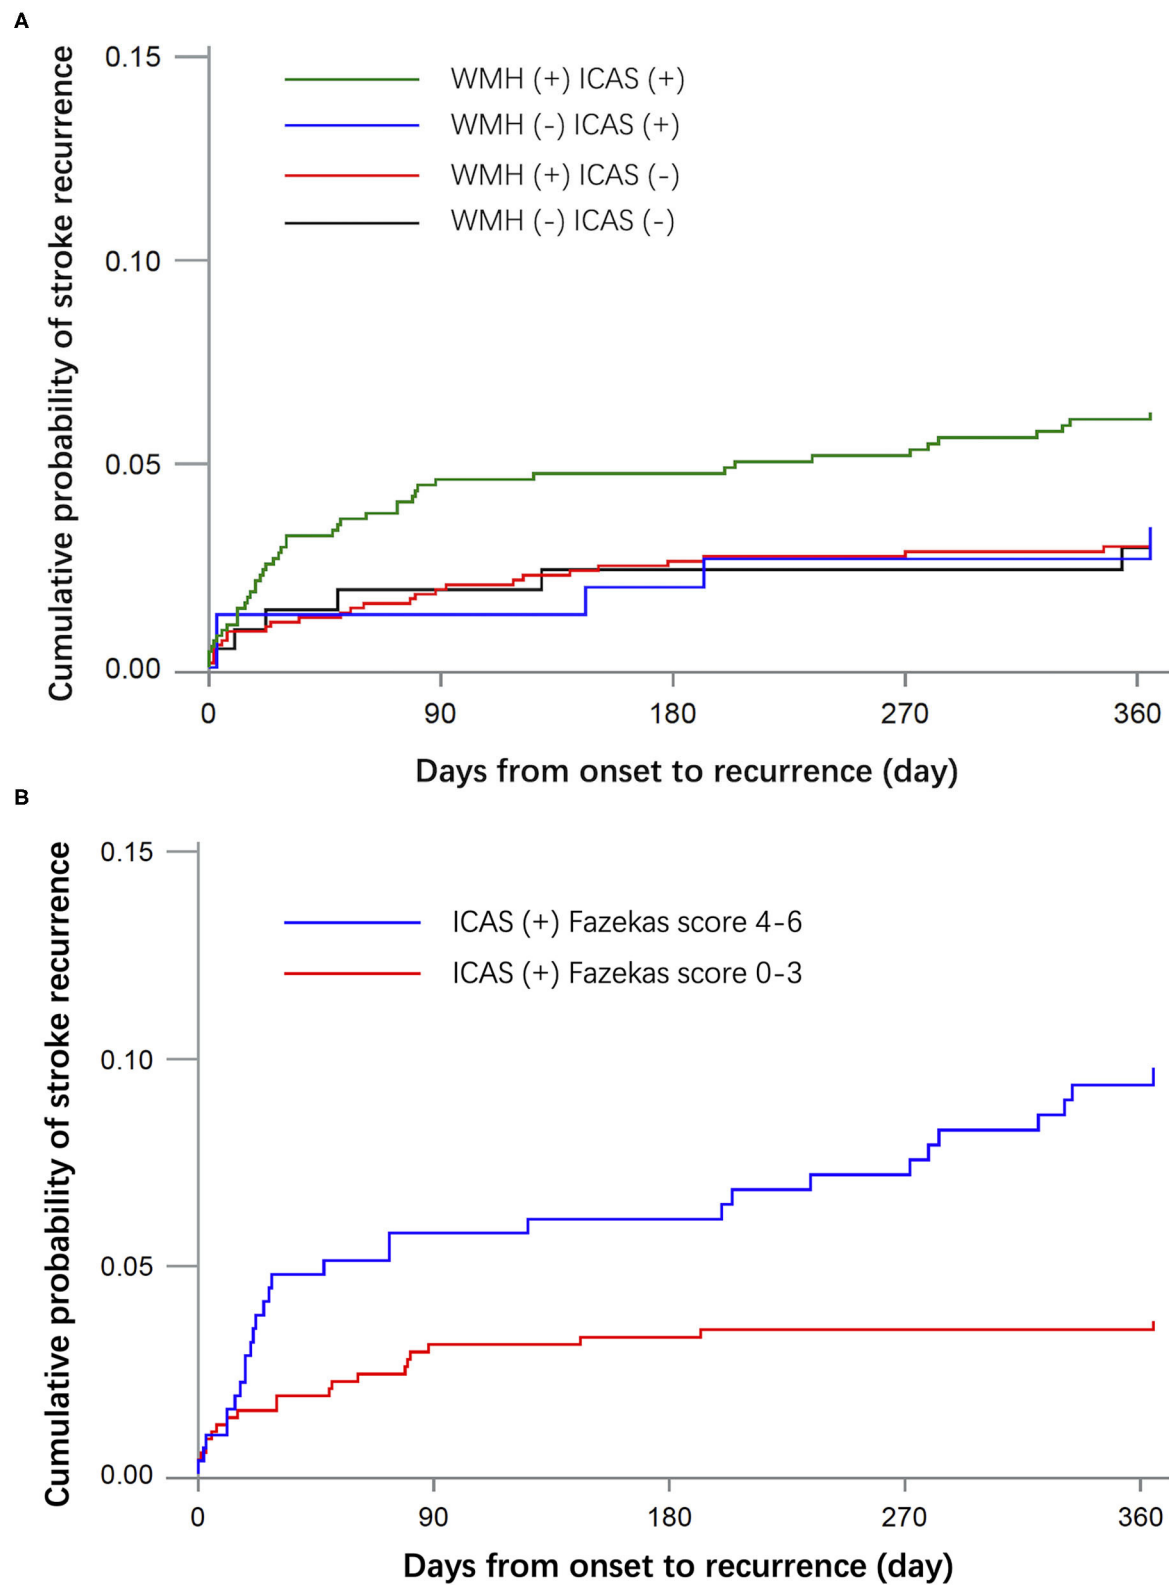 A
Cumulative probability of stroke recurrence
0.15
0.10
0.05
0.00
WMH (+) ICAS (+)
WMH (-) ICAS (+)
WMH (+) ICAS (-)
WMH (-) ICAS (-)
0 90 180 270 360
Days from onset to recurrence (day)
B
Cumulative probability of stroke recurrence
0.15
0.10
0.05
0.00
ICAS (+) Fazekas score 4-6
ICAS (+) Fazekas score 0-3
0 90 180 270 360
Days from onset to recurrence (day)